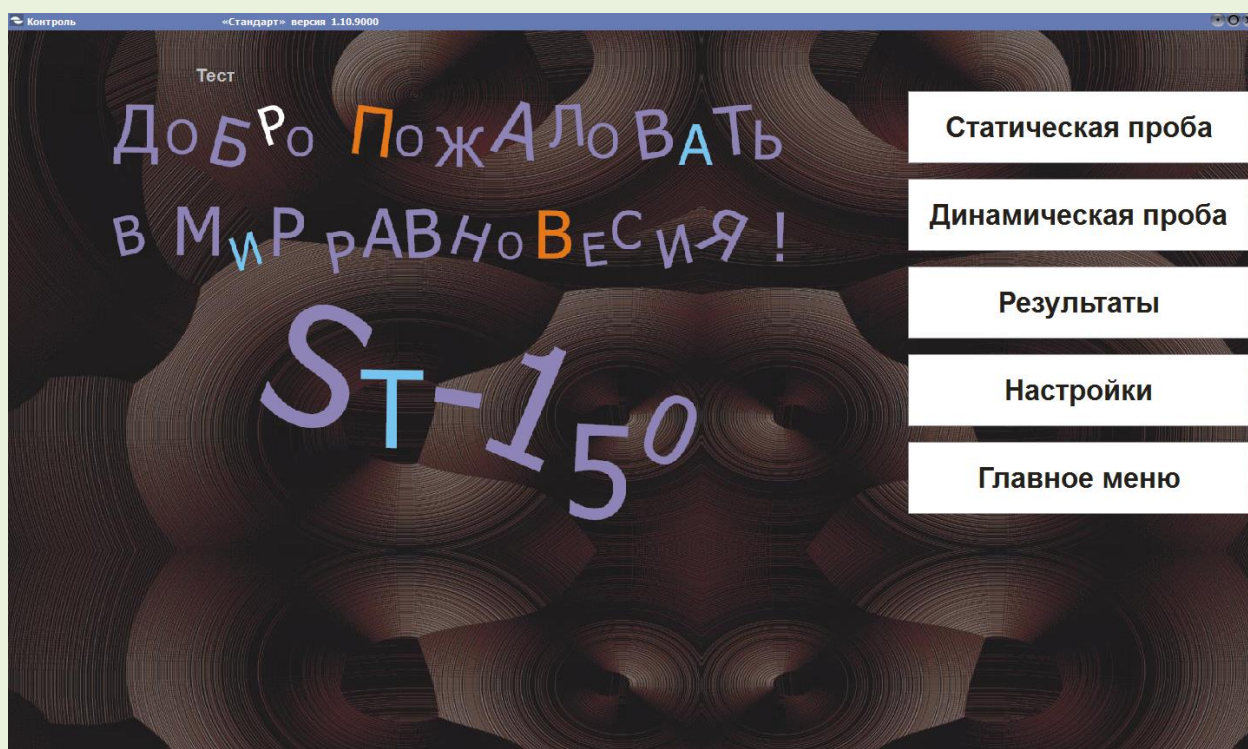 Контроль «Стандарт» версия 1.10.9000
Тест
ДоБРо ПожАЛоВАТЬ
в МиР рАВНоВЕСИЯ !
ST-150
Статическая проба
Динамическая проба
Результаты
Настройки
Главное меню